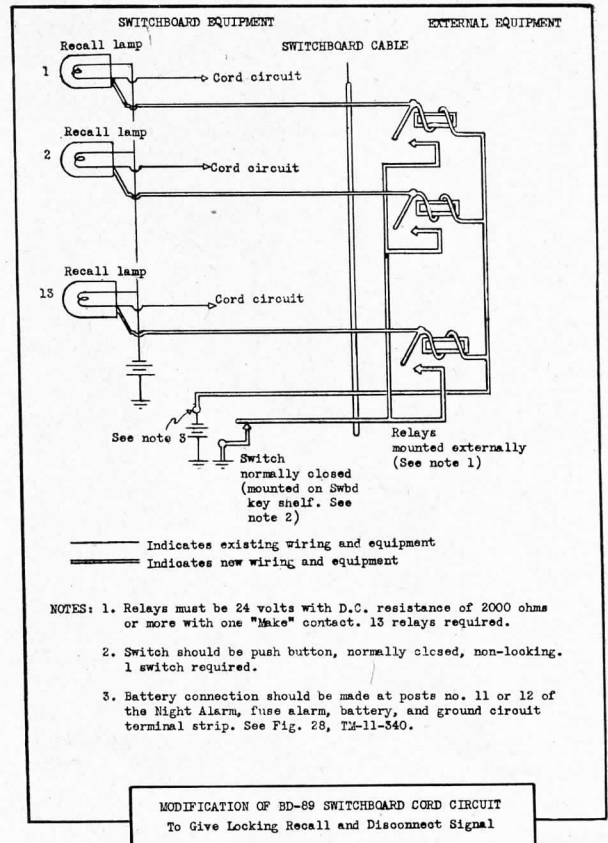 SWITCHBOARD EQUIPMENT
EXTERNAL EQUIPMENT
Recall lamp
SWITCHBOARD CABLE
1
Cord circuit
Recall lamp
2
Cord circuit
Recall lamp
13
Cord circuit
See note 3
Switch
normally closed
(mounted on Swbd
key shelf. See
note 2)
Relays
mounted externally
(See note 1)
Indicates existing wiring and equipment
Indicates new wiring and equipment
NOTES: 1. Relays must be 24 volts with D.C. resistance of 2000 ohms
or more with one "Make" contact. 13 relays required.
2. Switch should be push button, normally closed, non-looking.
1 switch required.
3. Battery connection should be made at posts no. 11 or 12 of
the Night Alarm, fuse alarm, battery, and ground circuit
terminal strip. See Fig. 28, TM-11-340.
MODIFICATION OF BD-89 SWITCHBOARD CORD CIRCUIT
To Give Locking Recall and Disconnect Signal